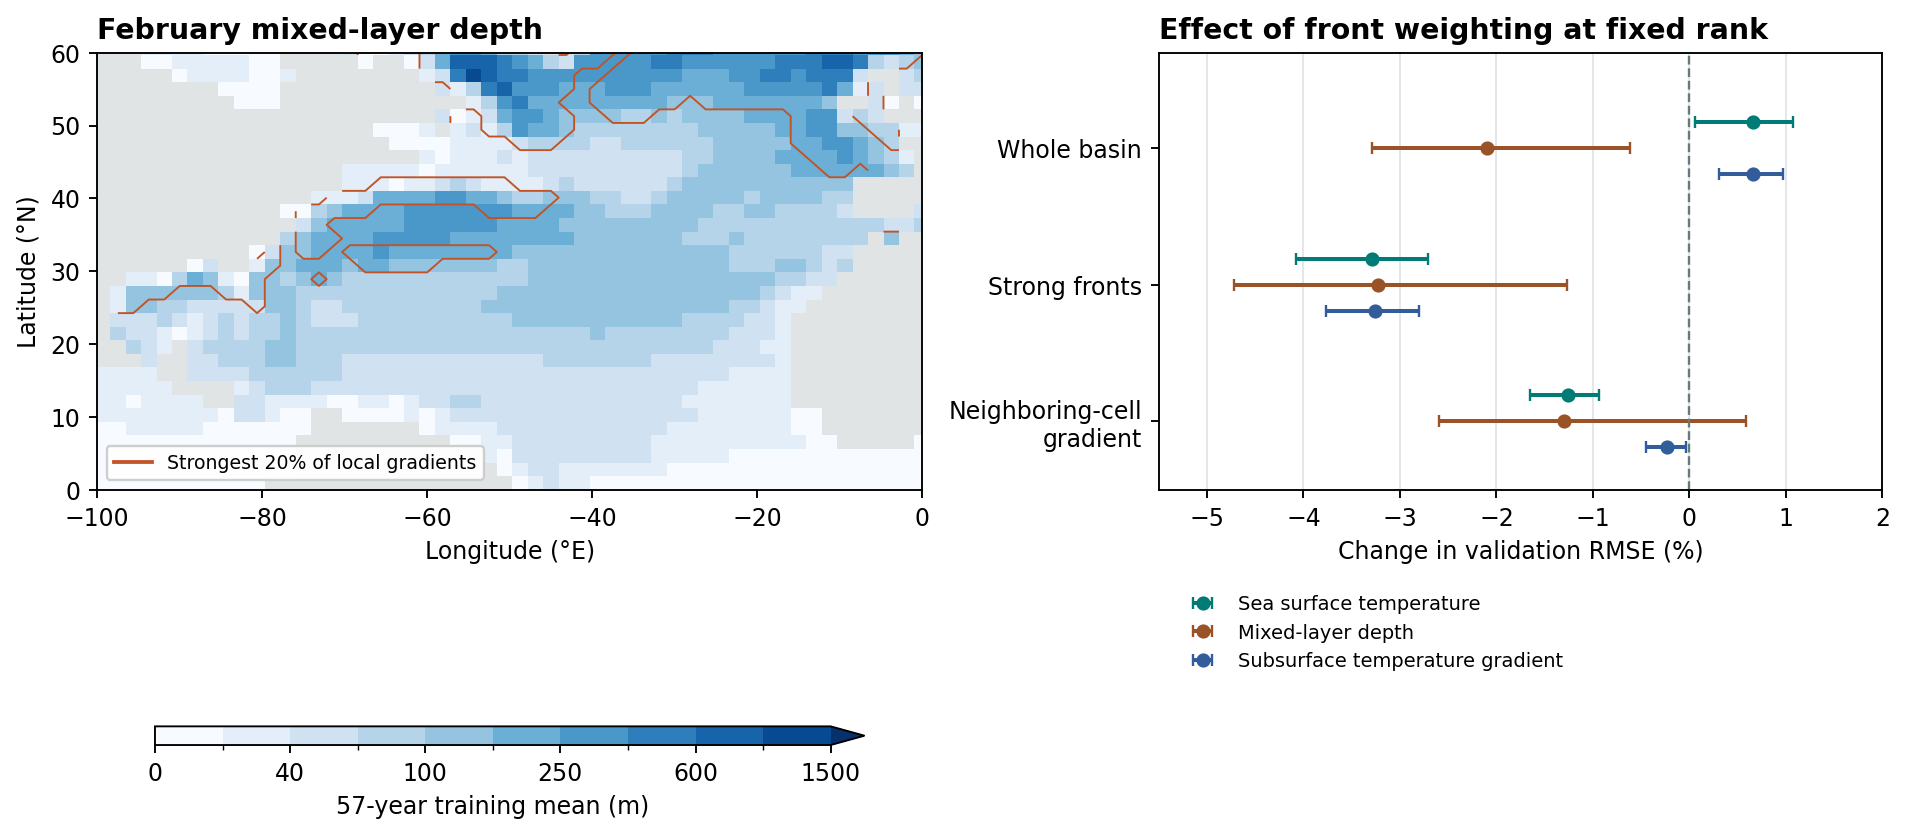 February mixed-layer depth
60
50
40
30
20
10
0
Latitude (°N)
−100
−80
−60
−40
−20
0
Longitude (°E)
Strongest 20% of local gradients
0
40
100
250
600
1500
57-year training mean (m)
Effect of front weighting at fixed rank
Whole basin
Strong fronts
Neighboring-cell
gradient
−5
−4
−3
−2
−1
0
1
2
Change in validation RMSE (%)
Sea surface temperature
Mixed-layer depth
Subsurface temperature gradient